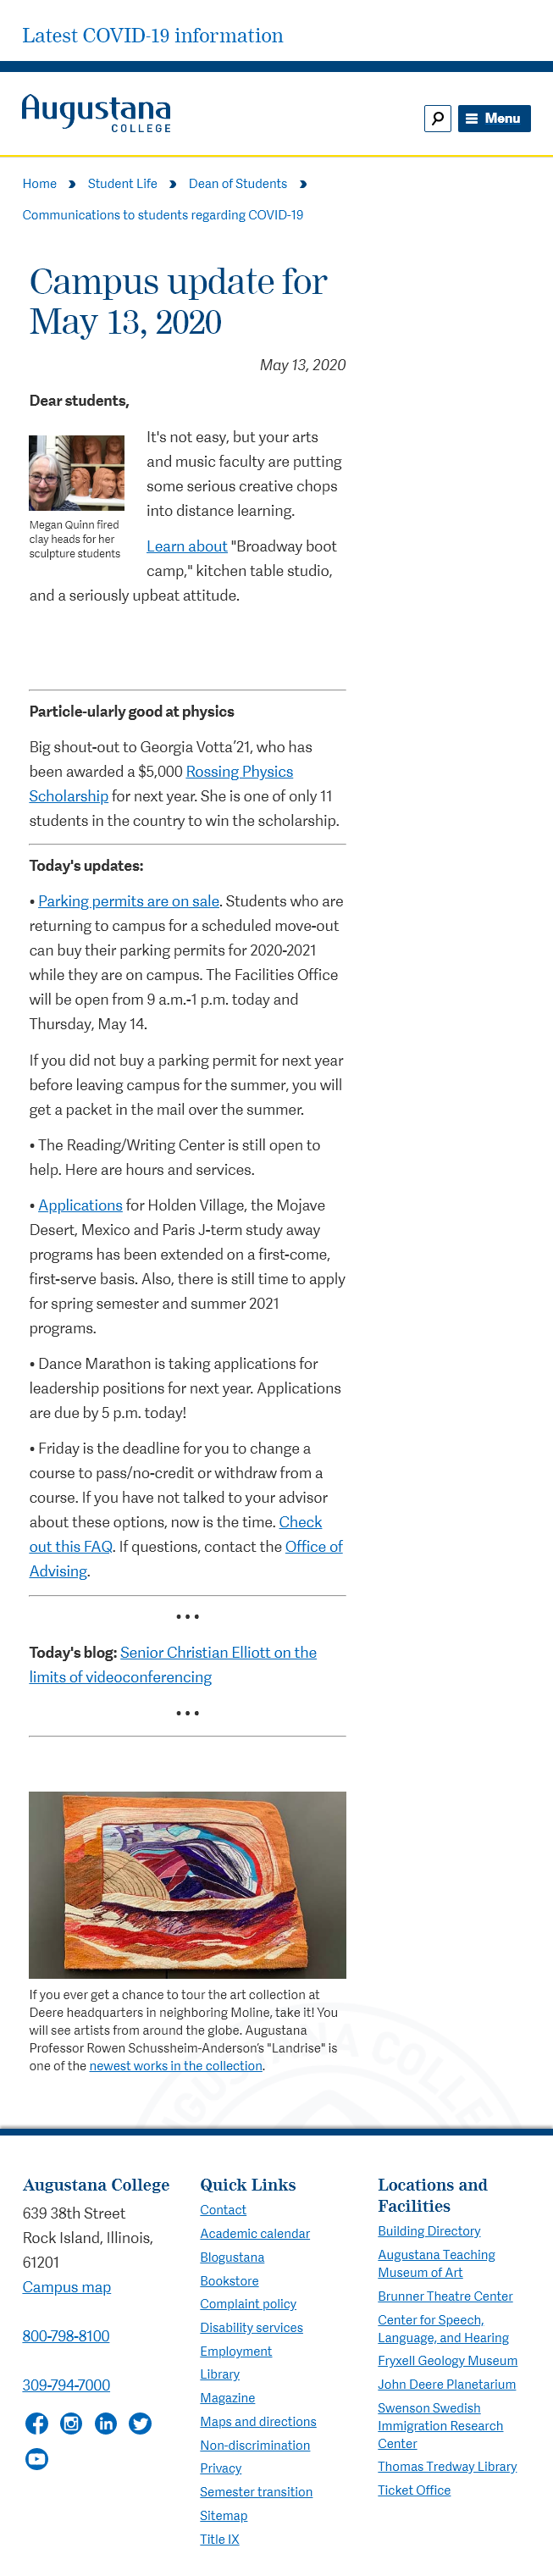 Latest COVID-19 information
Augustana
COLLEGE
Menu
Home
Student Life
Dean of Students
Communications to students regarding COVID-19
Campus update for
May 13, 2020
May 13, 2020
Dear students,
It's not easy, but your arts
and music faculty are putting
some serious creative chops
into distance learning.
Megan Quinn fired
clay heads for her
sculpture students
Learn about "Broadway boot
camp," kitchen table studio,
and a seriously upbeat attitude.
Particle-ularly good at physics
Big shout-out to Georgia Votta’21, who has
been awarded a $5,000 Rossing Physics
Scholarship for next year. She is one of only 11
students in the country to win the scholarship.
Today's updates:
• Parking permits are on sale. Students who are
returning to campus for a scheduled move-out
can buy their parking permits for 2020-2021
while they are on campus. The Facilities Office
will be open from 9 a.m.-1 p.m. today and
Thursday, May 14.
If you did not buy a parking permit for next year
before leaving campus for the summer, you will
get a packet in the mail over the summer.
• The Reading/Writing Center is still open to
help. Here are hours and services.
• Applications for Holden Village, the Mojave
Desert, Mexico and Paris J-term study away
programs has been extended on a first-come,
first-serve basis. Also, there is still time to apply
for spring semester and summer 2021
programs.
• Dance Marathon is taking applications for
leadership positions for next year. Applications
are due by 5 p.m. today!
• Friday is the deadline for you to change a
course to pass/no-credit or withdraw from a
course. If you have not talked to your advisor
about these options, now is the time. Check
out this FAQ. If questions, contact the Office of
Advising.
• • •
Today's blog: Senior Christian Elliott on the
limits of videoconferencing
• • •
If you ever get a chance to tour the art collection at
Deere headquarters in neighboring Moline, take it! You
will see artists from around the globe. Augustana
Professor Rowen Schussheim-Anderson’s "Landrise" is
one of the newest works in the collection.
AUGUSTANA COLLEGE
Augustana College
639 38th Street
Rock Island, Illinois,
61201
Campus map
800-798-8100
309-794-7000
Quick Links
Contact
Academic calendar
Blogustana
Bookstore
Complaint policy
Disability services
Employment
Library
Magazine
Maps and directions
Non-discrimination
Privacy
Semester transition
Sitemap
Title IX
Locations and
Facilities
Building Directory
Augustana Teaching
Museum of Art
Brunner Theatre Center
Center for Speech,
Language, and Hearing
Fryxell Geology Museum
John Deere Planetarium
Swenson Swedish
Immigration Research
Center
Thomas Tredway Library
Ticket Office